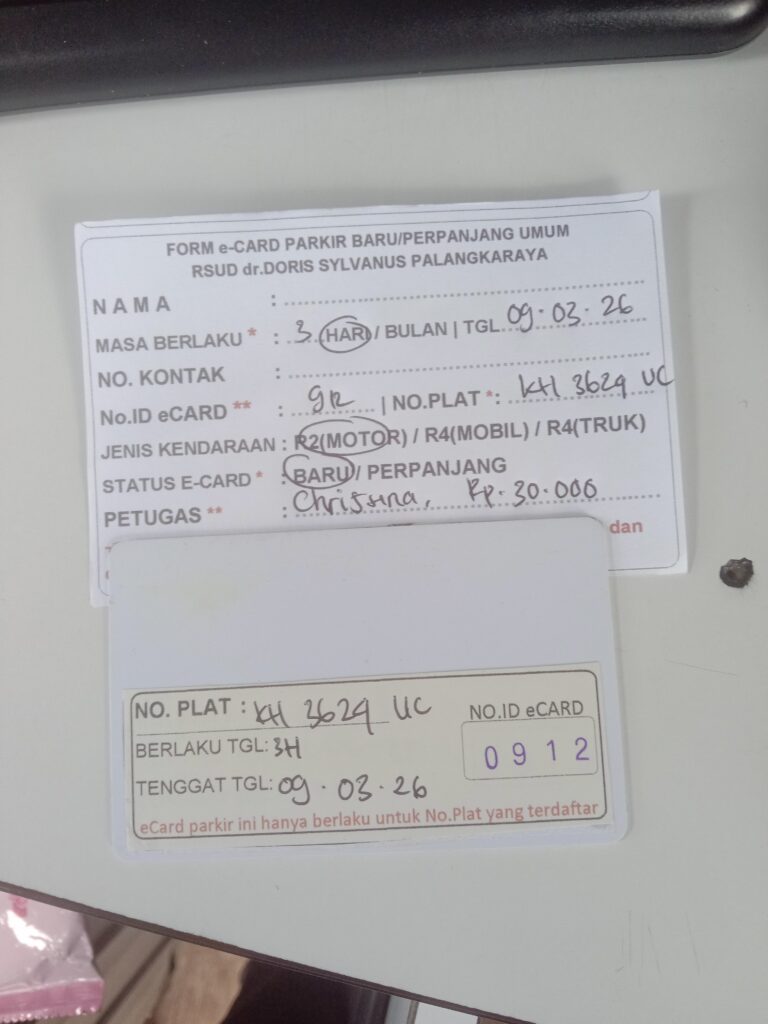 FORM e-CARD PARKIR BARU/PERPANJANG UMUM
RSUD dr.DORIS SYLVANUS PALANGKARAYA
NAMA :
MASA BERLAKU * : 3 HARI / BULAN | TGL 09.03.26
NO. KONTAK :
No.ID eCARD ** : 912 | NO.PLAT *: KH 3629 UC
JENIS KENDARAAN : R2(MOTOR) / R4(MOBIL) / R4(TRUK)
STATUS E-CARD * : BARU / PERPANJANG
PETUGAS ** : Christina, Rp. 30.000
dan
NO. PLAT : KH 3629 UC
NO.ID eCARD
BERLAKU TGL: 3H
0912
TENGGAT TGL: 09.03.26
eCard parkir ini hanya berlaku untuk No.Plat yang terdaftar